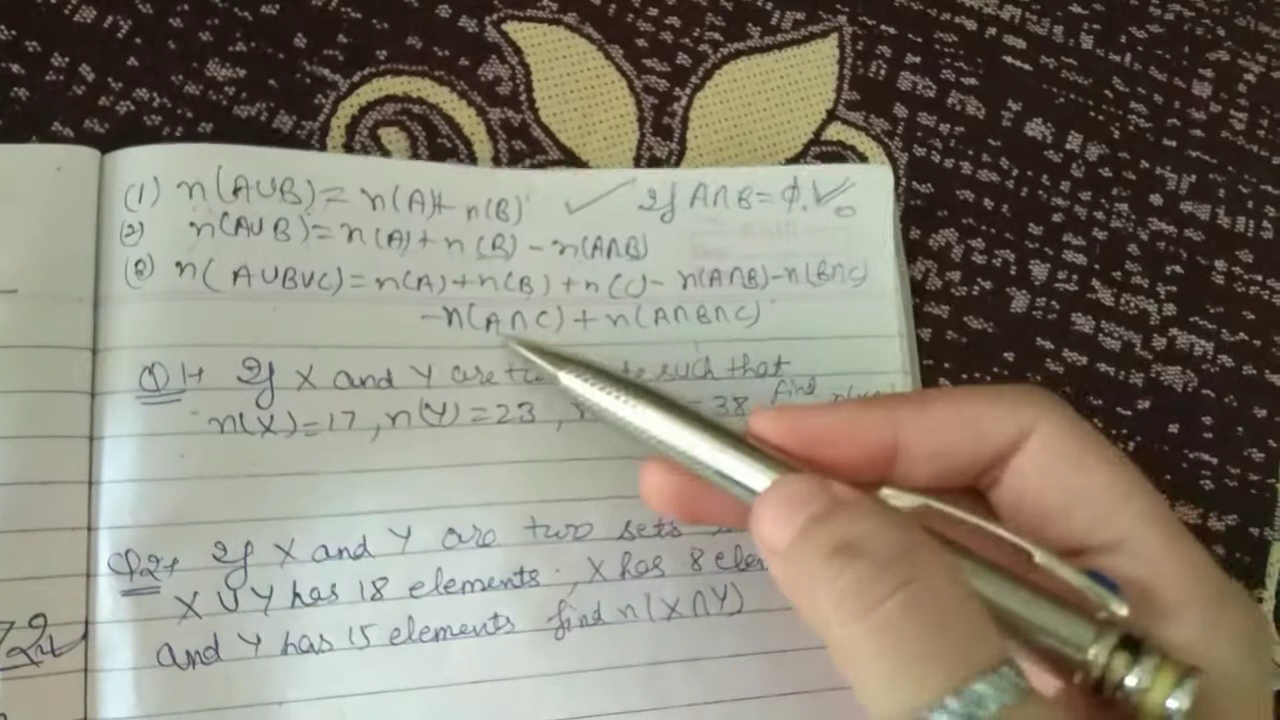 (1) n(AUB) = n(A)+ n(B) ✓ If A∩B = φ.
(2) n(AUB) = n(A) + n(B) - n(A∩B)
(3) n(AUBUC) = n(A) + n(B) + n(C) - n(A∩B) - n(B∩C)
-n(A∩C) + n(A∩B∩C)
Q1+ If X and Y are such that
n(X) = 17, n(Y) = 23, = 38 find
Q2+ If X and Y are two sets
X U Y has 18 elements, X has 8
and Y has 15 elements find n(X∩Y)